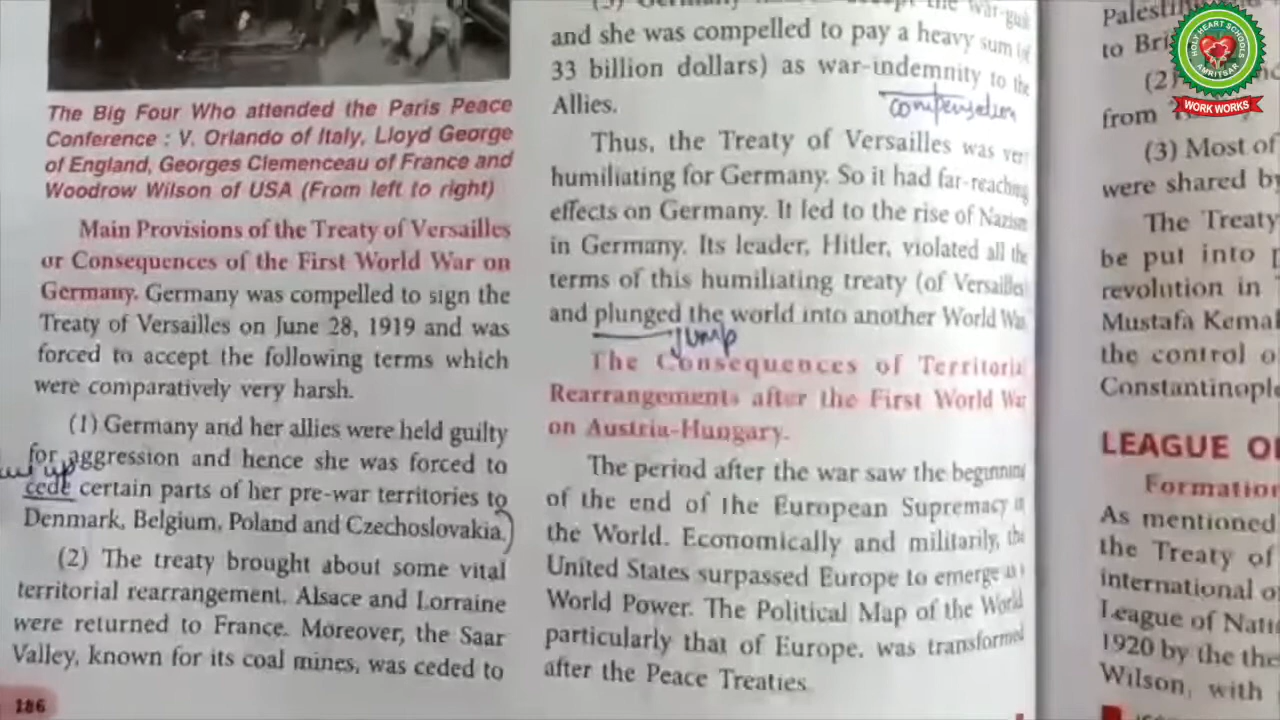 The Big Four Who attended the Paris Peace
Conference : V. Orlando of Italy, Lloyd George
of England, Georges Clemenceau of France and
Woodrow Wilson of USA (From left to right)
Main Provisions of the Treaty of Versailles
or Consequences of the First World War on
Germany. Germany was compelled to sign the
Treaty of Versailles on June 28, 1919 and was
forced to accept the following terms which
were comparatively very harsh.
(1) Germany and her allies were held guilty
for aggression and hence she was forced to
up
cede certain parts of her pre-war territories to
Denmark, Belgium, Poland and Czechoslovakia.)
(2) The treaty brought about some vital
territorial rearrangement. Alsace and Lorraine
were returned to France. Moreover, the Saar
Valley, known for its coal mines, was ceded to
186
the war-guil
and she was compelled to pay a heavy sum of
33 billion dollars) as war-indemnity to the
compensation
Allies.
Thus, the Treaty of Versailles was very
humiliating for Germany. So it had far-reaching
effects on Germany. It led to the rise of Nazism
in Germany. Its leader, Hitler, violated all the
terms of this humiliating treaty (of Versailles)
and plunged the world into another World War
Jump
The Consequences of Territorial
Rearrangements after the First World War
on Austria-Hungary.
The period after the war saw the beginning
of the end of the European Supremacy in
the World. Economically and militarily, the
United States surpassed Europe to emerge as a
World Power. The Political Map of the World
particularly that of Europe, was transformed
after the Peace Treaties.
to Bri
(2)
from
(3) Most of
were shared by
The Treaty
be put into
revolution in
Mustafa Kemal
the control o
Constantinople
LEAGUE O
Formation
As mentioned
the Treaty of
international o
League of Natio
1920 by the the
Wilson, with
HOLY HEART SCHOOLS
AMRITSAR
WORK WORKS